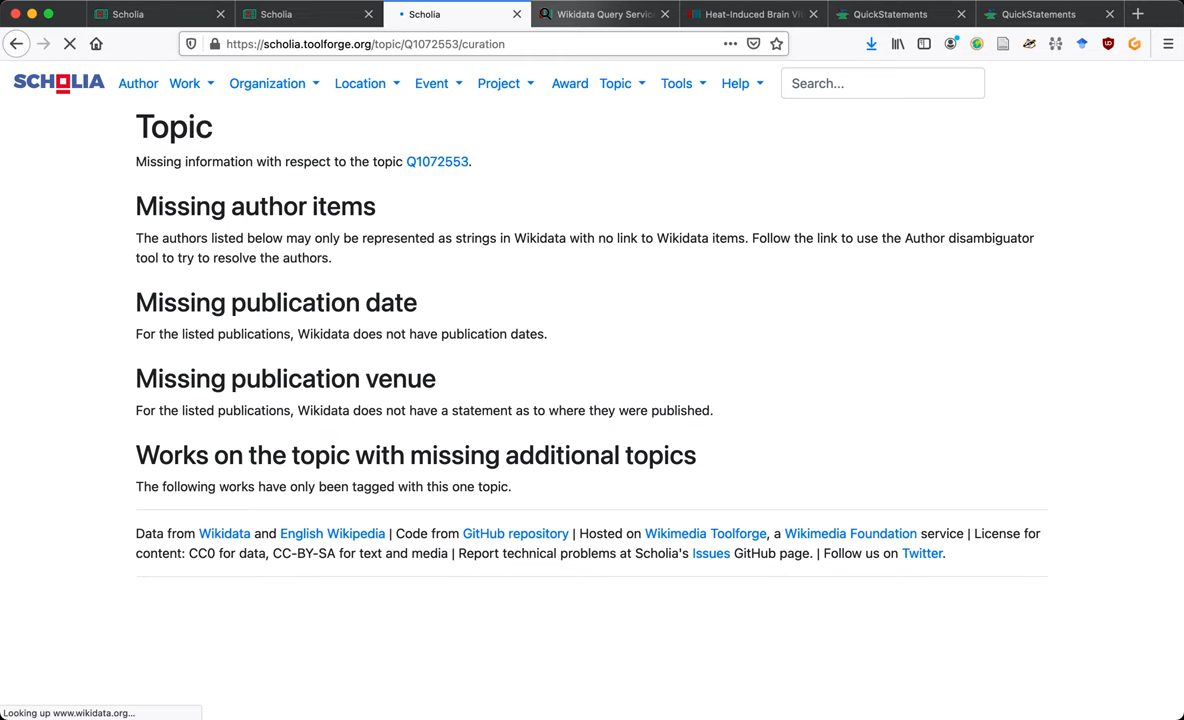 Scholia
Scholia
Scholia
Wikidata Query Servic
Heat-Induced Brain Vi
QuickStatements
QuickStatements
https://scholia.toolforge.org/topic/Q1072553/curation
SCHOLIA Author Work Organization Location Event Project Award Topic Tools Help Search...
Topic
Missing information with respect to the topic Q1072553.
Missing author items
The authors listed below may only be represented as strings in Wikidata with no link to Wikidata items. Follow the link to use the Author disambiguator
tool to try to resolve the authors.
Missing publication date
For the listed publications, Wikidata does not have publication dates.
Missing publication venue
For the listed publications, Wikidata does not have a statement as to where they were published.
Works on the topic with missing additional topics
The following works have only been tagged with this one topic.
Data from Wikidata and English Wikipedia | Code from GitHub repository | Hosted on Wikimedia Toolforge, a Wikimedia Foundation service | License for
content: CC0 for data, CC-BY-SA for text and media | Report technical problems at Scholia's Issues GitHub page. | Follow us on Twitter.
Looking up www.wikidata.org...